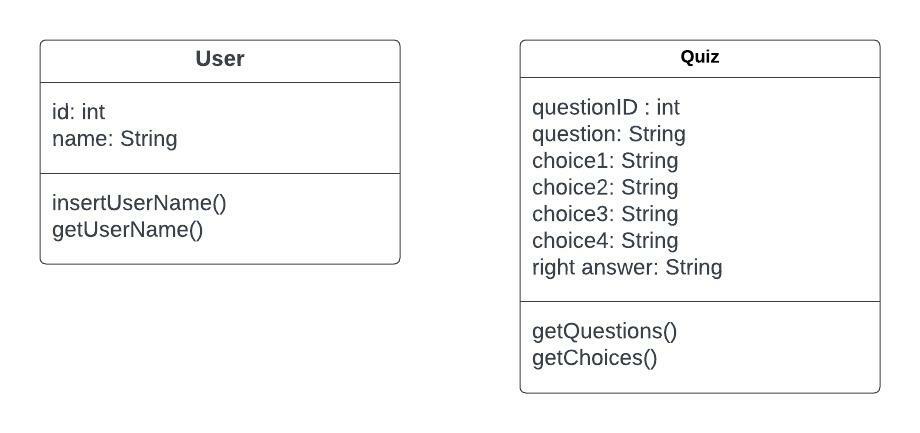 User
id: int
name: String
insertUserName()
getUserName()
Quiz
questionID : int
question: String
choice1: String
choice2: String
choice3: String
choice4: String
right answer: String
getQuestions()
getChoices()